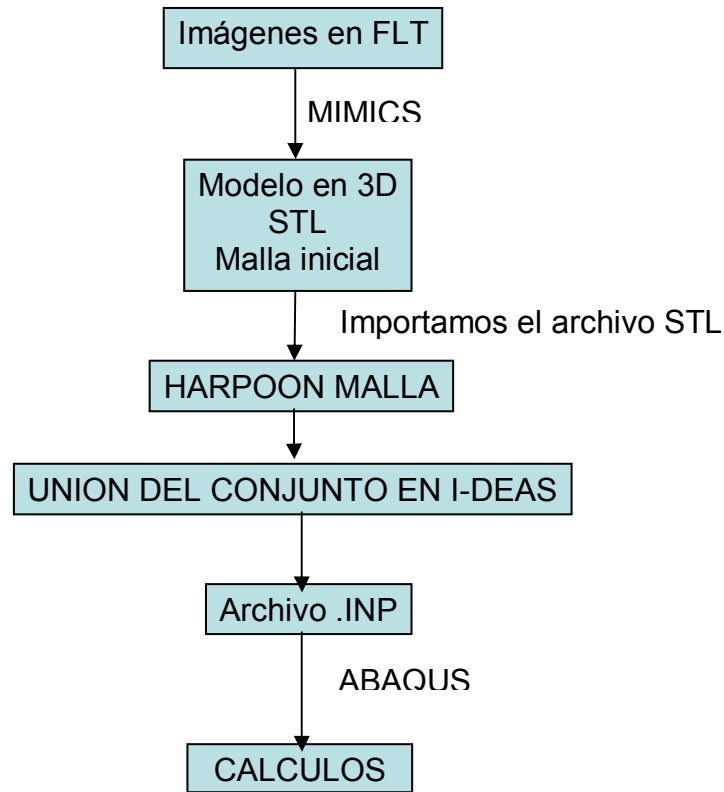 Imágenes en FLT
MIMICS
Modelo en 3D
STL
Malla inicial
Importamos el archivo STL
HARPOON MALLA
UNION DEL CONJUNTO EN I-DEAS
Archivo .INP
ABAQUS
CALCULOS